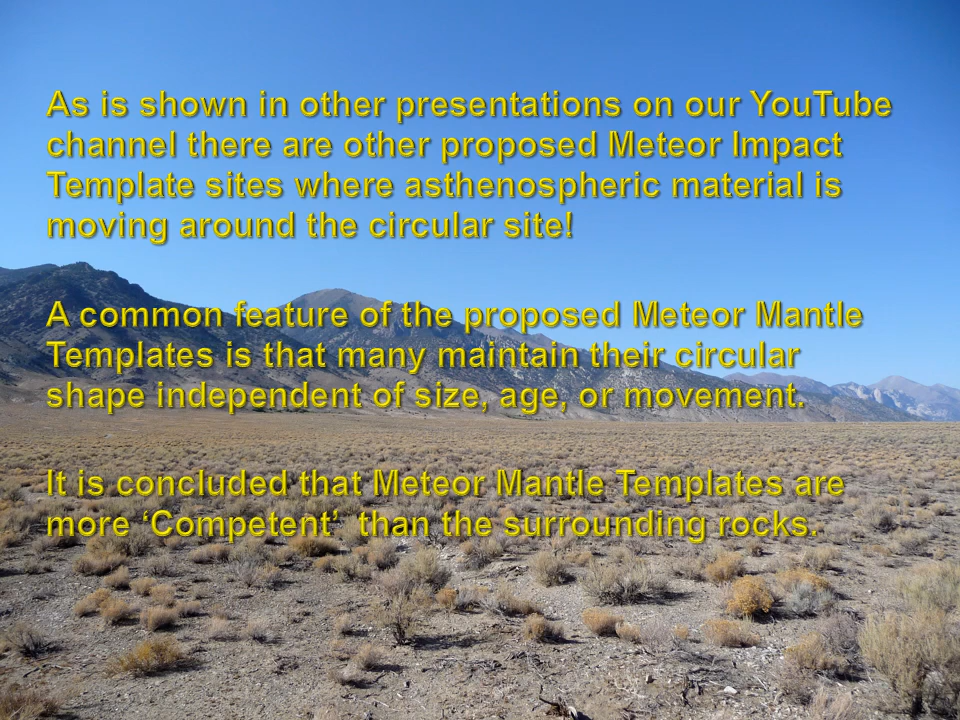 As is shown in other presentations on our YouTube
channel there are other proposed Meteor Impact
Template sites where asthenospheric material is
moving around the circular site!
A common feature of the proposed Meteor Mantle
Templates is that many maintain their circular
shape independent of size, age, or movement.
It is concluded that Meteor Mantle Templates are
more ‘Competent’ than the surrounding rocks.